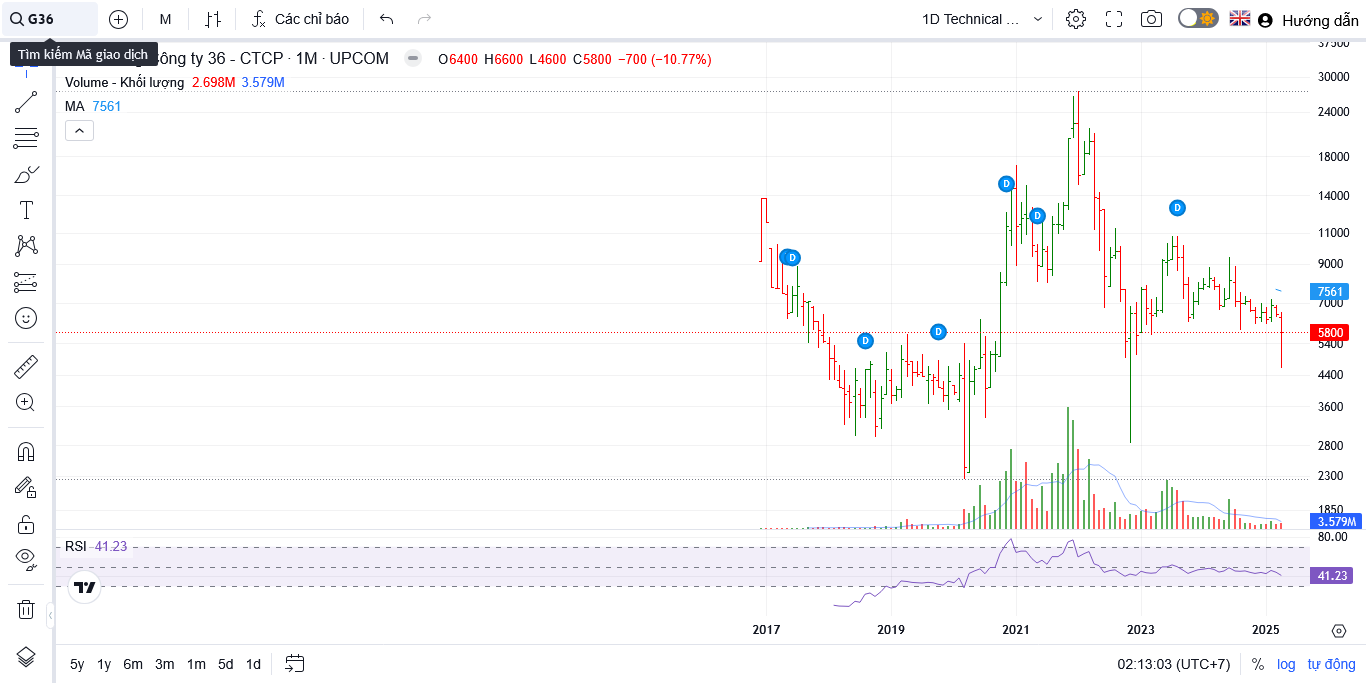 G36
M
Các chỉ báo
1D Technical ...
Hướng dẫn
Tìm kiếm Mã giao dịch
ông ty 36 - CTCP · 1M · UPCOM
O6400 H6600 L4600 C5800 −700 (−10.77%)
Volume - Khối lượng 2.698M 3.579M
MA 7561
37500
30000
24000
18000
14000
11000
9000
7561
7000
5800
5400
4400
3600
2800
2300
1850
3.579M
D
D
D
D
D
D
80.00
RSI 41.23
41.23
2017 2019 2021 2023 2025
5y 1y 6m 3m 1m 5d 1d
02:13:03 (UTC+7) % log tự động